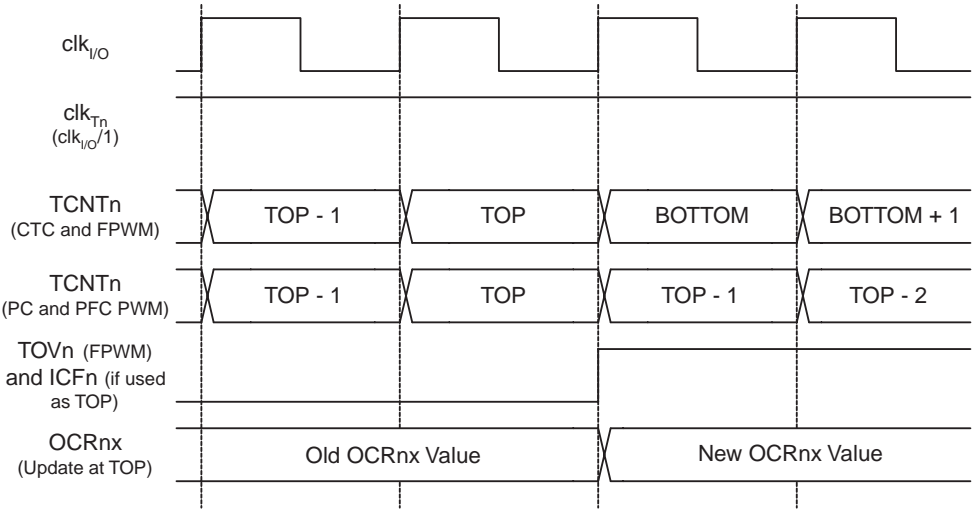 clkI/O
clkTn
(clkI/O/1)
TCNTn
(CTC and FPWM)
TOP - 1
TOP
BOTTOM
BOTTOM + 1
TCNTn
(PC and PFC PWM)
TOP - 1
TOP
TOP - 1
TOP - 2
TOVn (FPWM)
and ICFn (if used
as TOP)
OCRnx
(Update at TOP)
Old OCRnx Value
New OCRnx Value